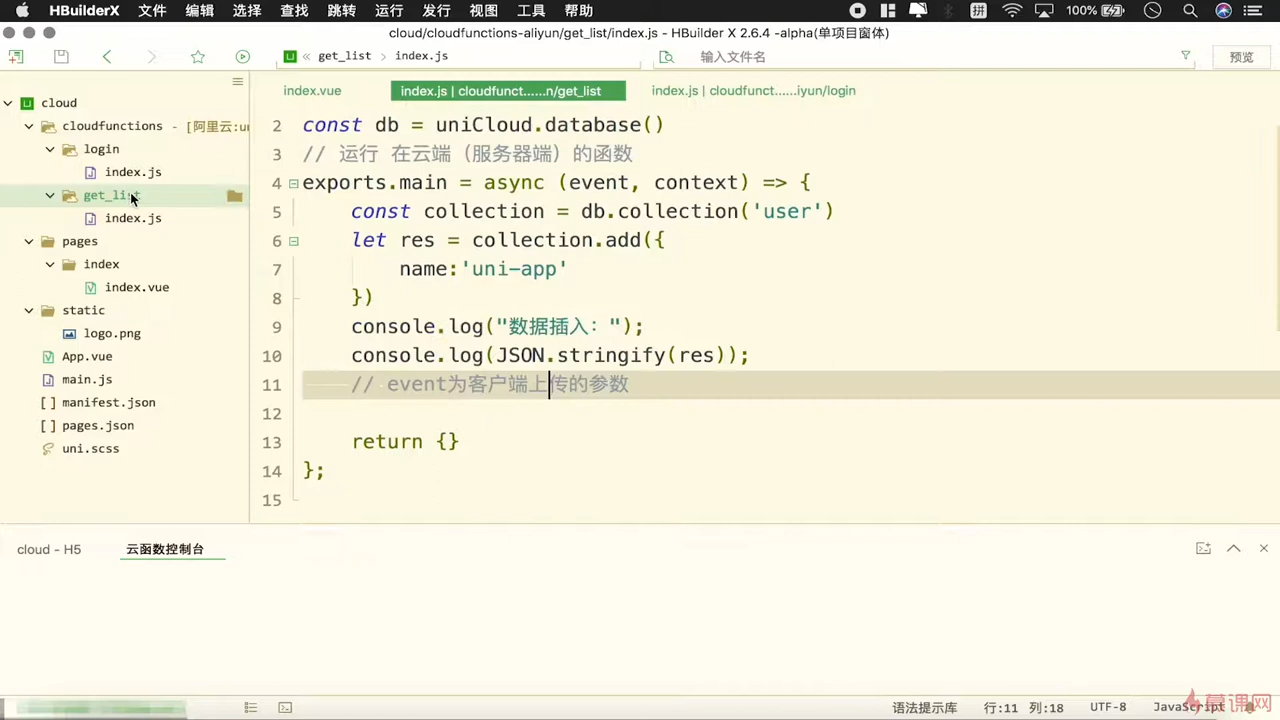 HBuilderX 文件 编辑 选择 查找 跳转 运行 发行 视图 工具 帮助 拼 100%
cloud/cloudfunctions-aliyun/get_list/index.js - HBuilder X 2.6.4 -alpha(单项目窗体)
get_list index.js 输入文件名 预览
index.vue index.js | cloudfunct......n/get_list index.js | cloudfunct......iyun/login
cloud
cloudfunctions - [阿里云:
login
index.js
get_list
index.js
pages
index
index.vue
static
logo.png
App.vue
main.js
manifest.json
pages.json
uni.scss
2 const db = uniCloud.database()
3 // 运行 在云端（服务器端）的函数
4 exports.main = async (event, context) => {
5 const collection = db.collection('user')
6 let res = collection.add({
7 name:'uni-app'
8 })
9 console.log("数据插入：");
10 console.log(JSON.stringify(res));
11 // event为客户端上传的参数
12
13 return {}
14 };
15
cloud - H5 云函数控制台
语法提示库 行:11 列:18 UTF-8 JavaScript
慕课网